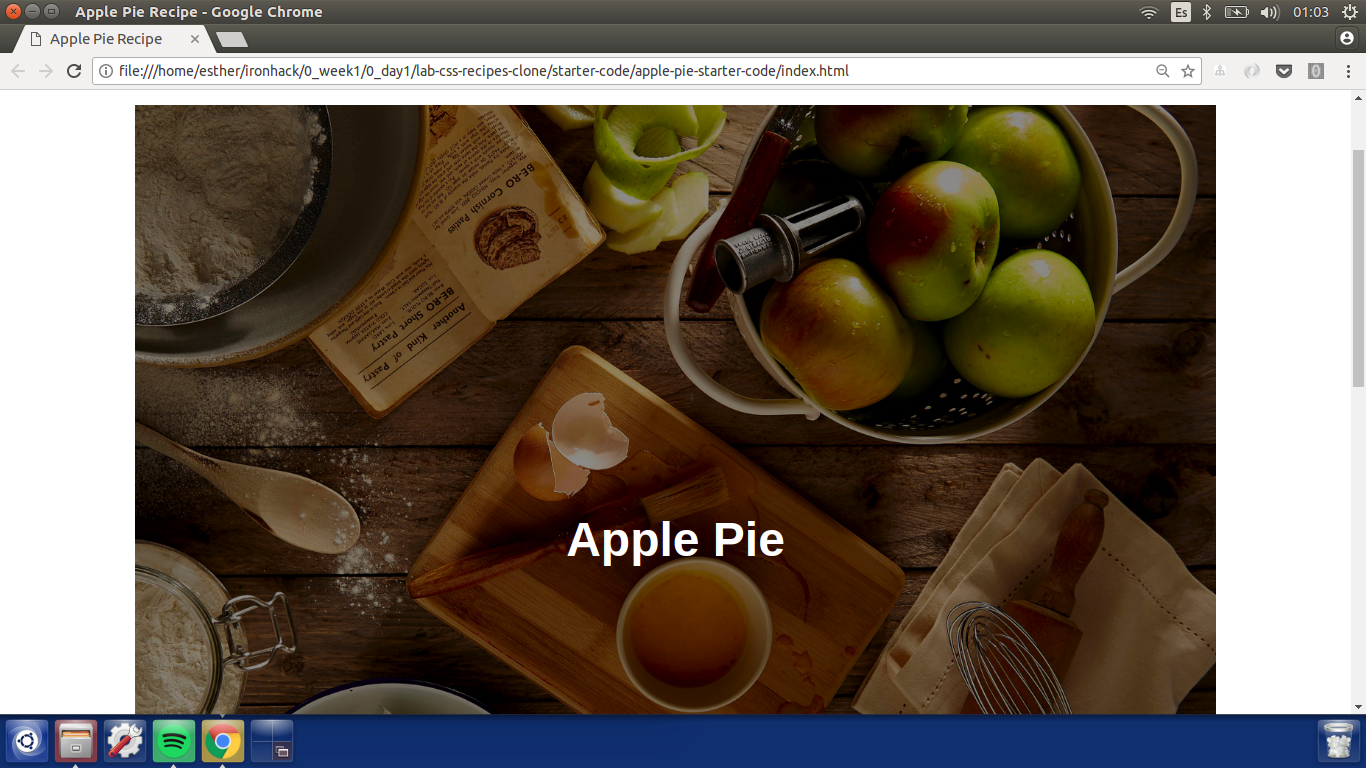 Apple Pie Recipe - Google Chrome
Es
01:03
Apple Pie Recipe
file:///home/esther/ironhack/0_week1/0_day1/lab-css-recipes-clone/starter-code/apple-pie-starter-code/index.html
BE-RO Cornish Pasties
BE-RO Short Pastry
Another Kind of Pastry
Apple Pie